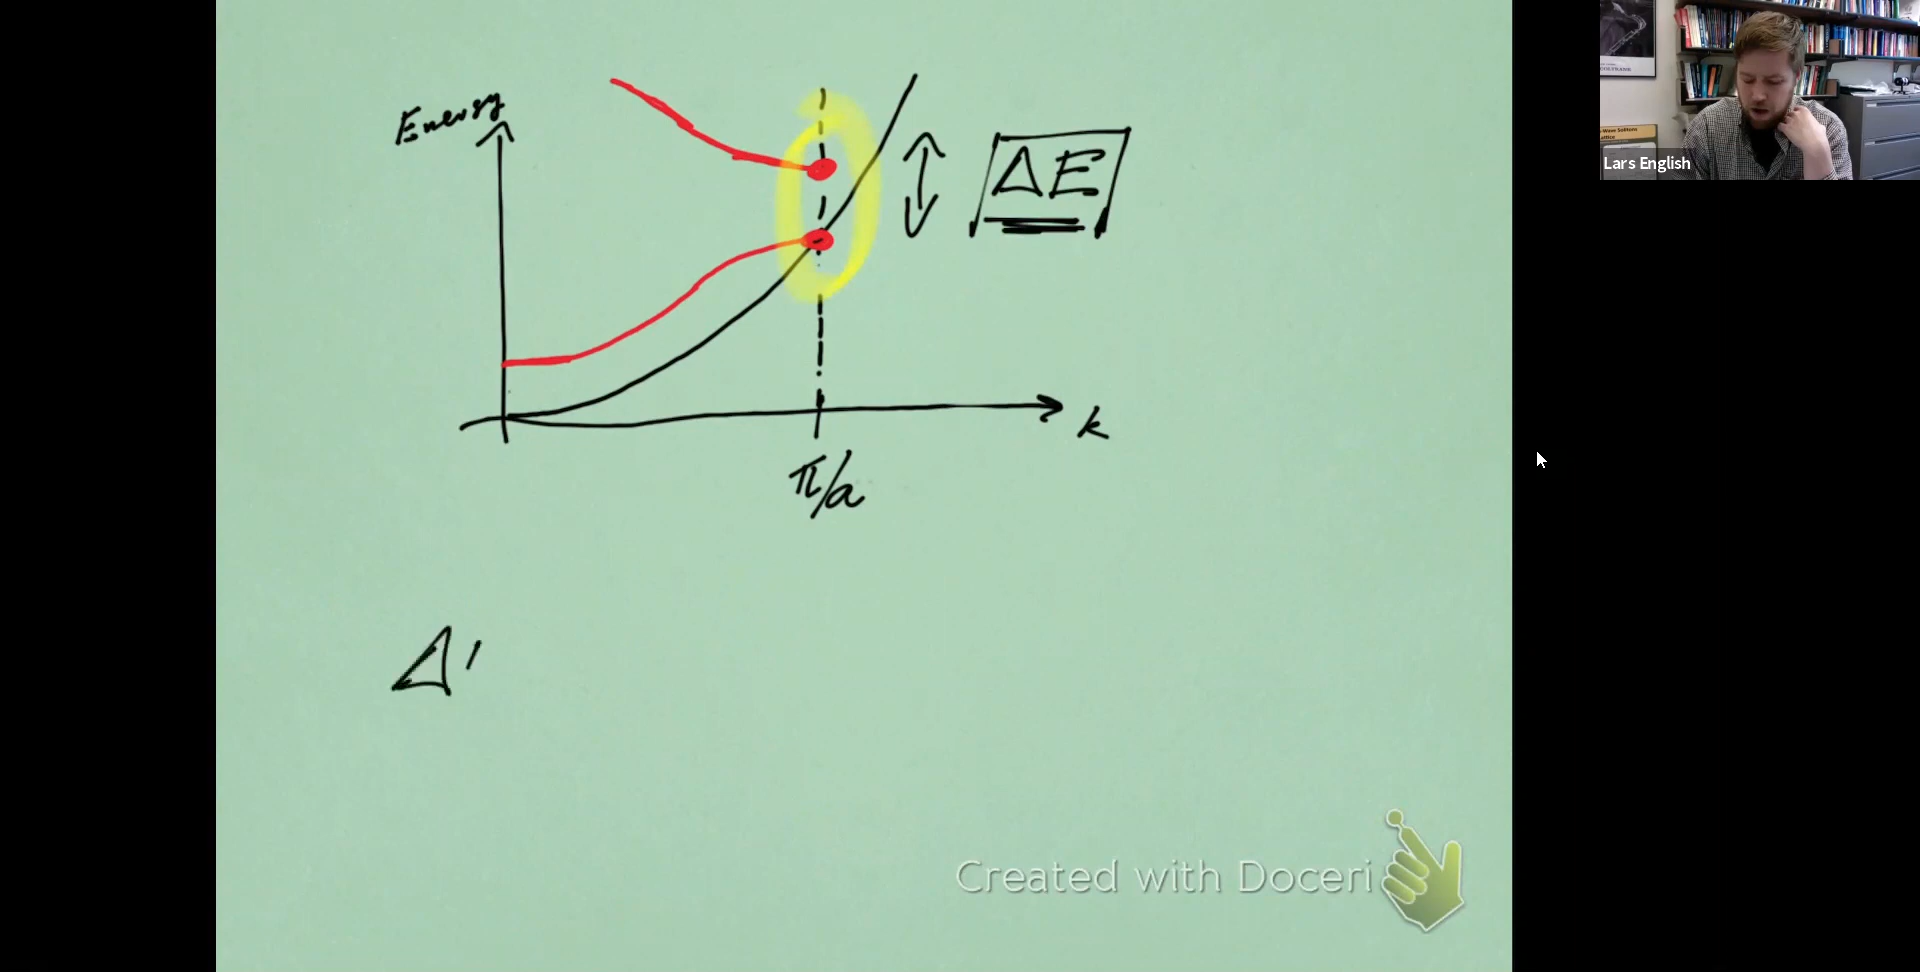 Energy
ΔE
k
π/a
Δ
Created with Doceri
Lars English